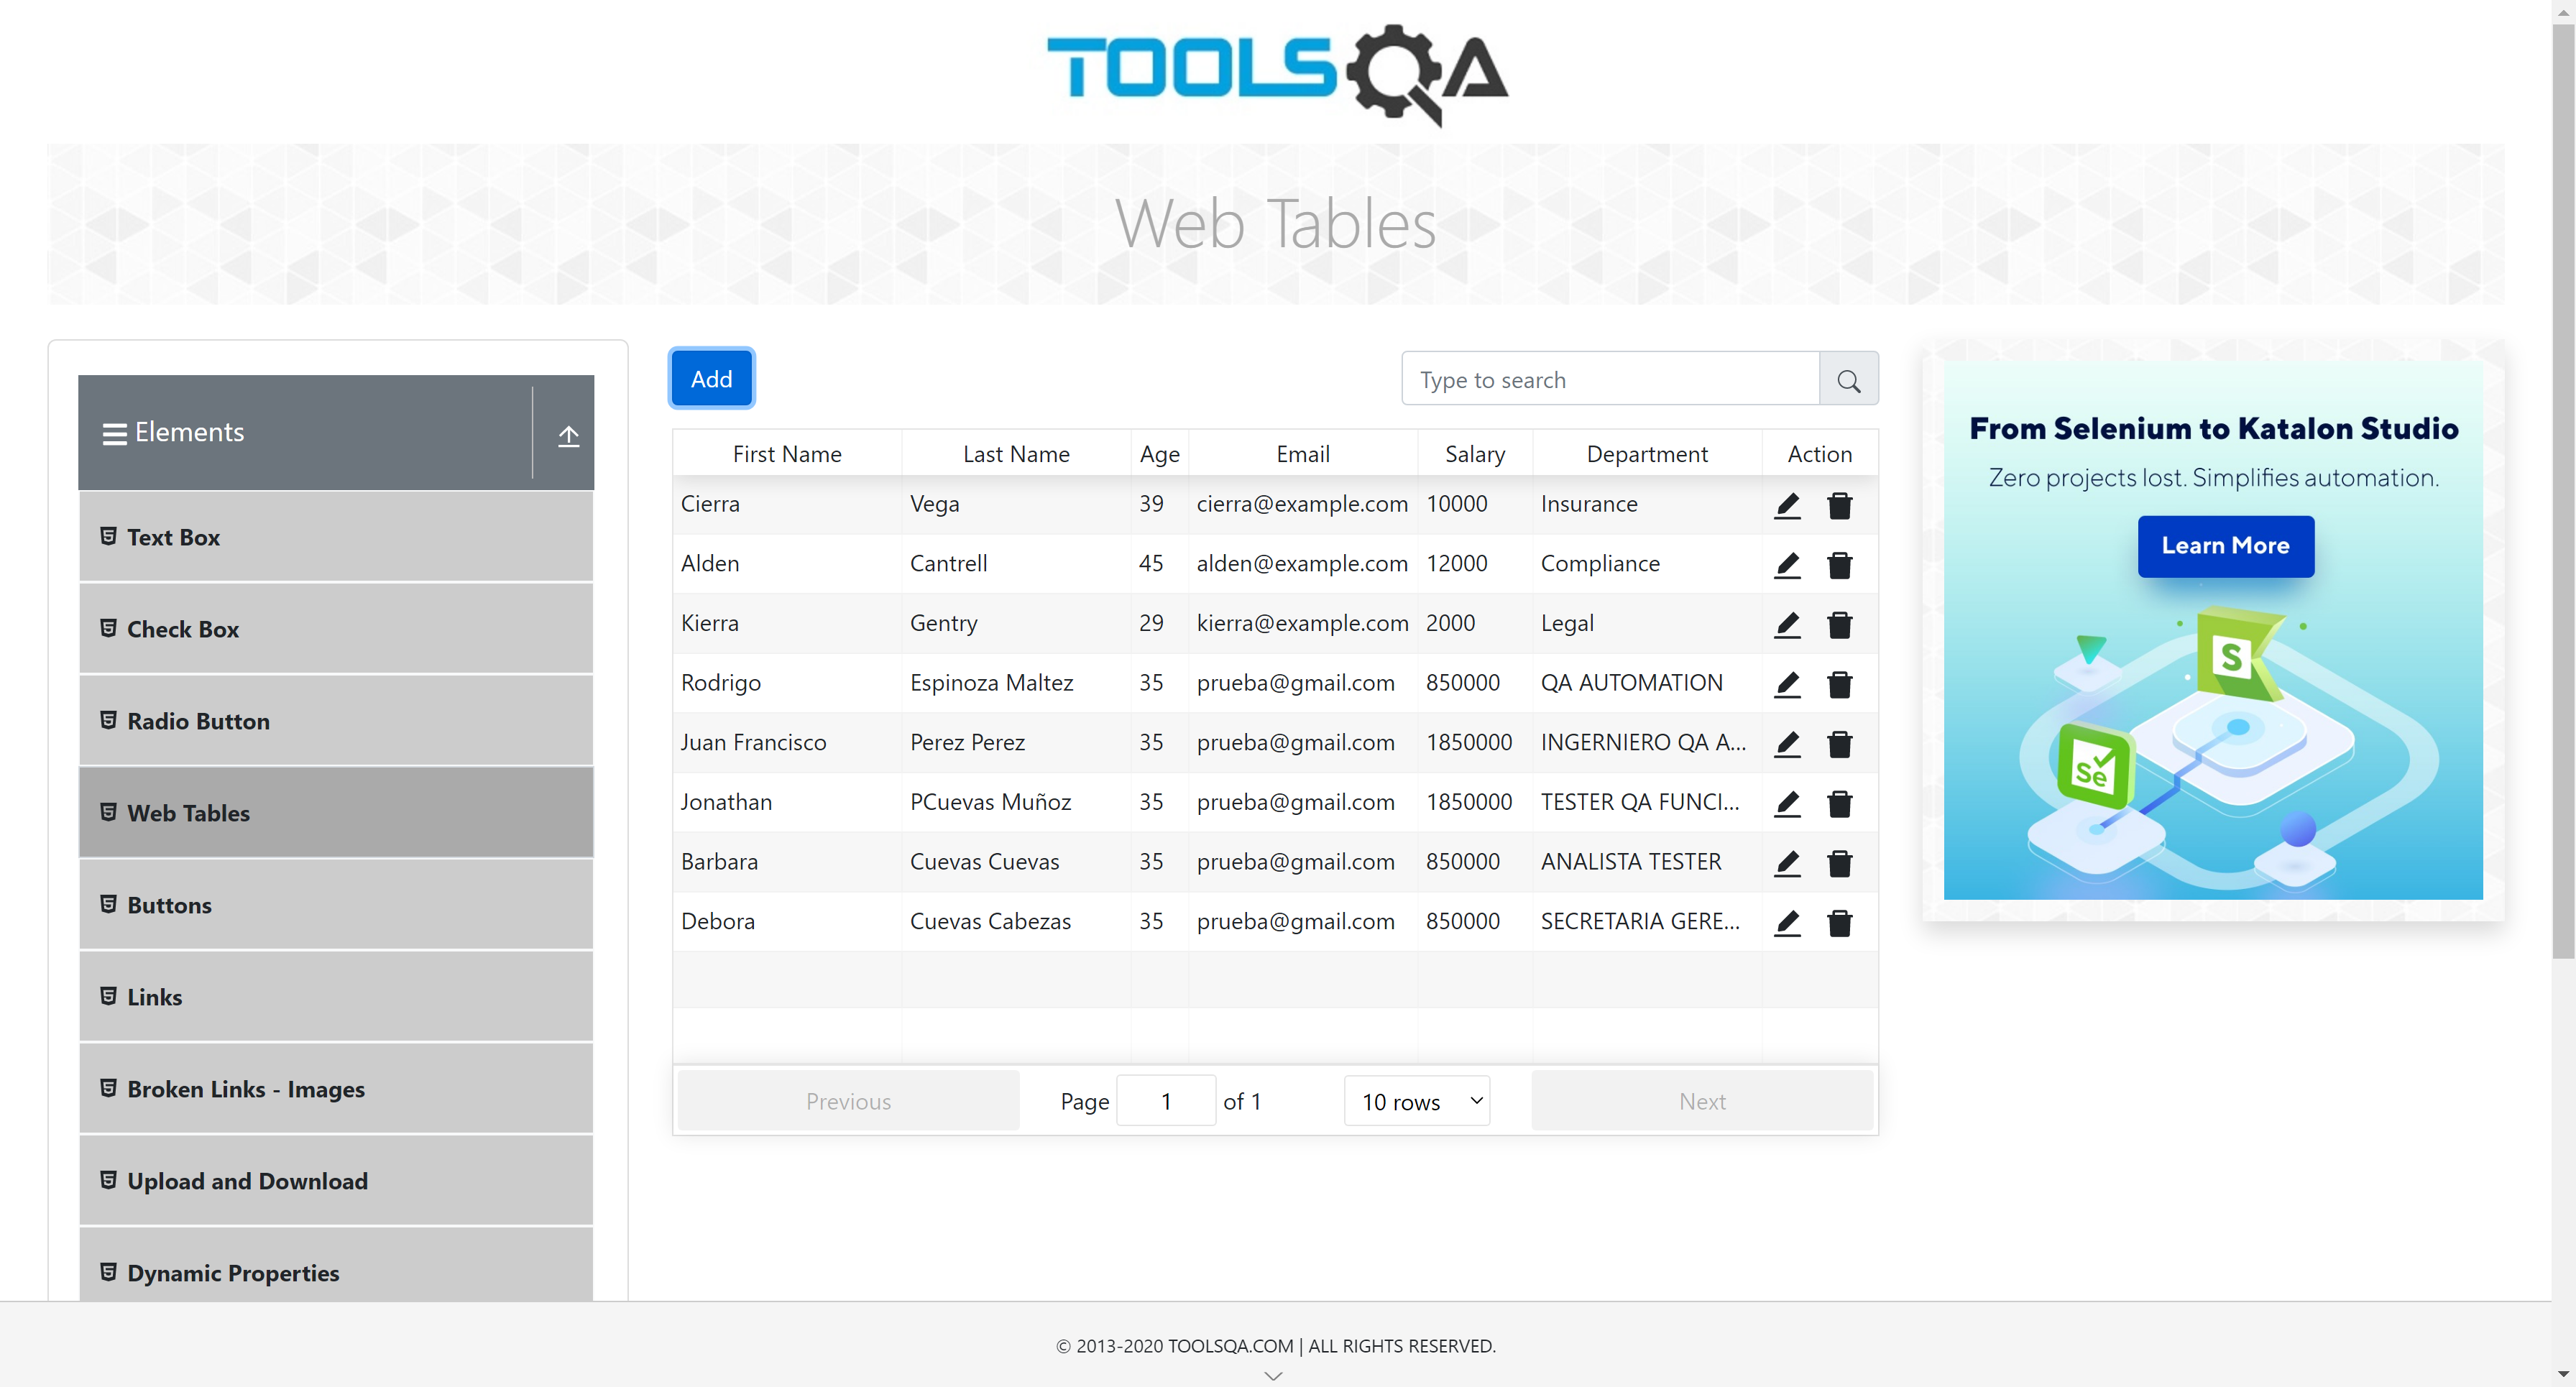 TOOLSQA
Web Tables
Elements
Text Box
Check Box
Radio Button
Web Tables
Buttons
Links
Broken Links - Images
Upload and Download
Dynamic Properties
Add
Type to search
First Name Last Name Age Email Salary Department Action
Cierra Vega 39 cierra@example.com 10000 Insurance
Alden Cantrell 45 alden@example.com 12000 Compliance
Kierra Gentry 29 kierra@example.com 2000 Legal
Rodrigo Espinoza Maltez 35 prueba@gmail.com 850000 QA AUTOMATION
Juan Francisco Perez Perez 35 prueba@gmail.com 1850000 INGERNIERO QA A...
Jonathan PCuevas Muñoz 35 prueba@gmail.com 1850000 TESTER QA FUNCI...
Barbara Cuevas Cuevas 35 prueba@gmail.com 850000 ANALISTA TESTER
Debora Cuevas Cabezas 35 prueba@gmail.com 850000 SECRETARIA GERE...
Previous Page 1 of 1 10 rows Next
From Selenium to Katalon Studio
Zero projects lost. Simplifies automation.
Learn More
S
Se
© 2013-2020 TOOLSQA.COM | ALL RIGHTS RESERVED.